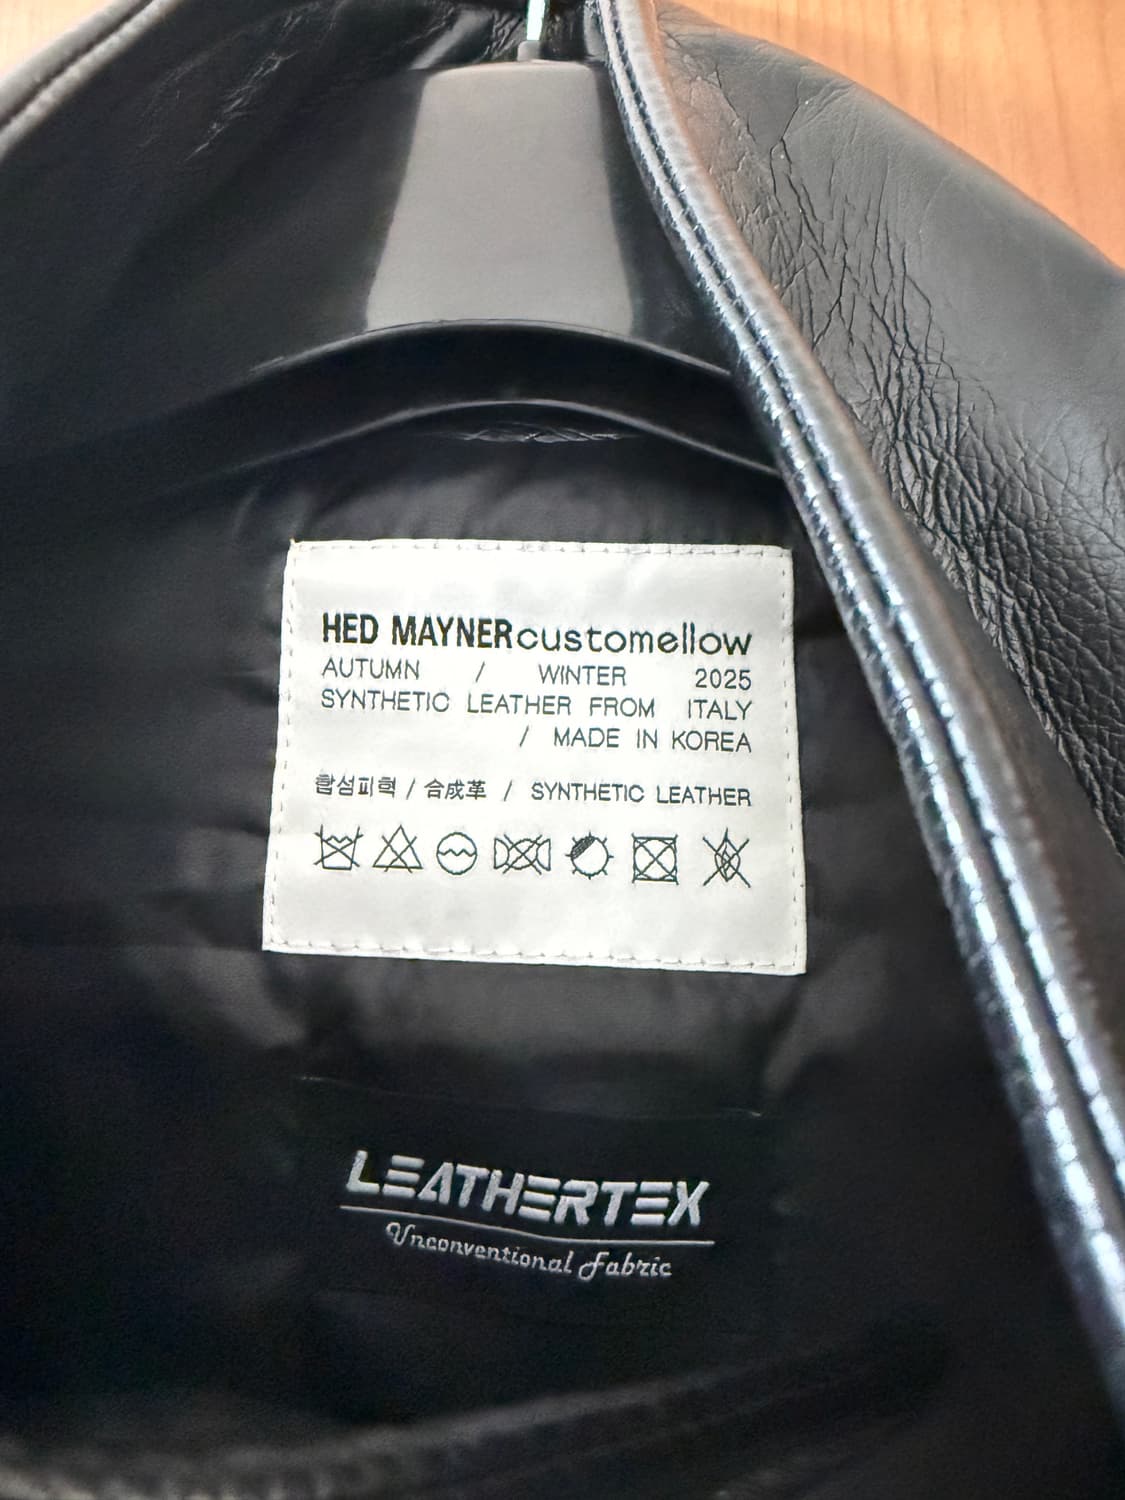 HED MAYNERcustomellow
AUTUMN / WINTER 2025
SYNTHETIC LEATHER FROM ITALY
/ MADE IN KOREA
합성피혁 / 合成革 / SYNTHETIC LEATHER
LEATHERTEX
Unconventional Fabric